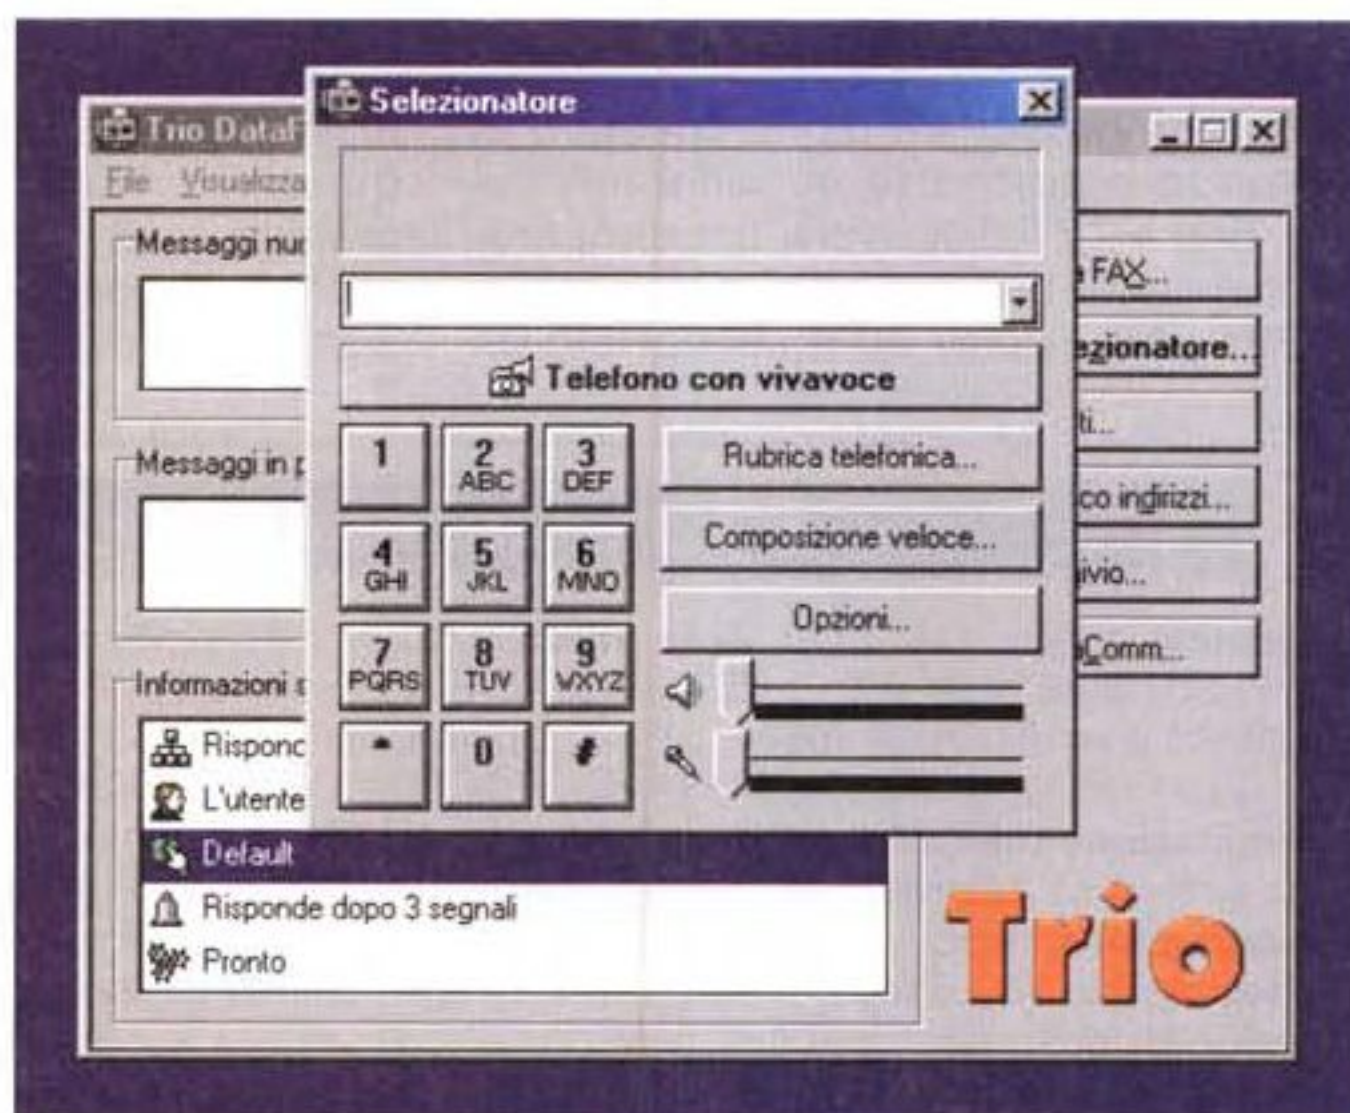 Selezionatore
Trio DataF
File Visualizza
Messaggi nu
FAX...
ezionatore...
Telefono con vivavoce
1
2
ABC
3
DEF
Rubrica telefonica...
ti...
Messaggi in p
co indirizzi...
4
GHI
5
JKL
6
MNO
Composizione veloce...
ivio...
Opzioni...
7
PQRS
8
TUV
9
WXYZ
Comm...
Informazioni s
*
0
#
Rispond
L'utente
Default
Risponde dopo 3 segnali
Pronto
Trio